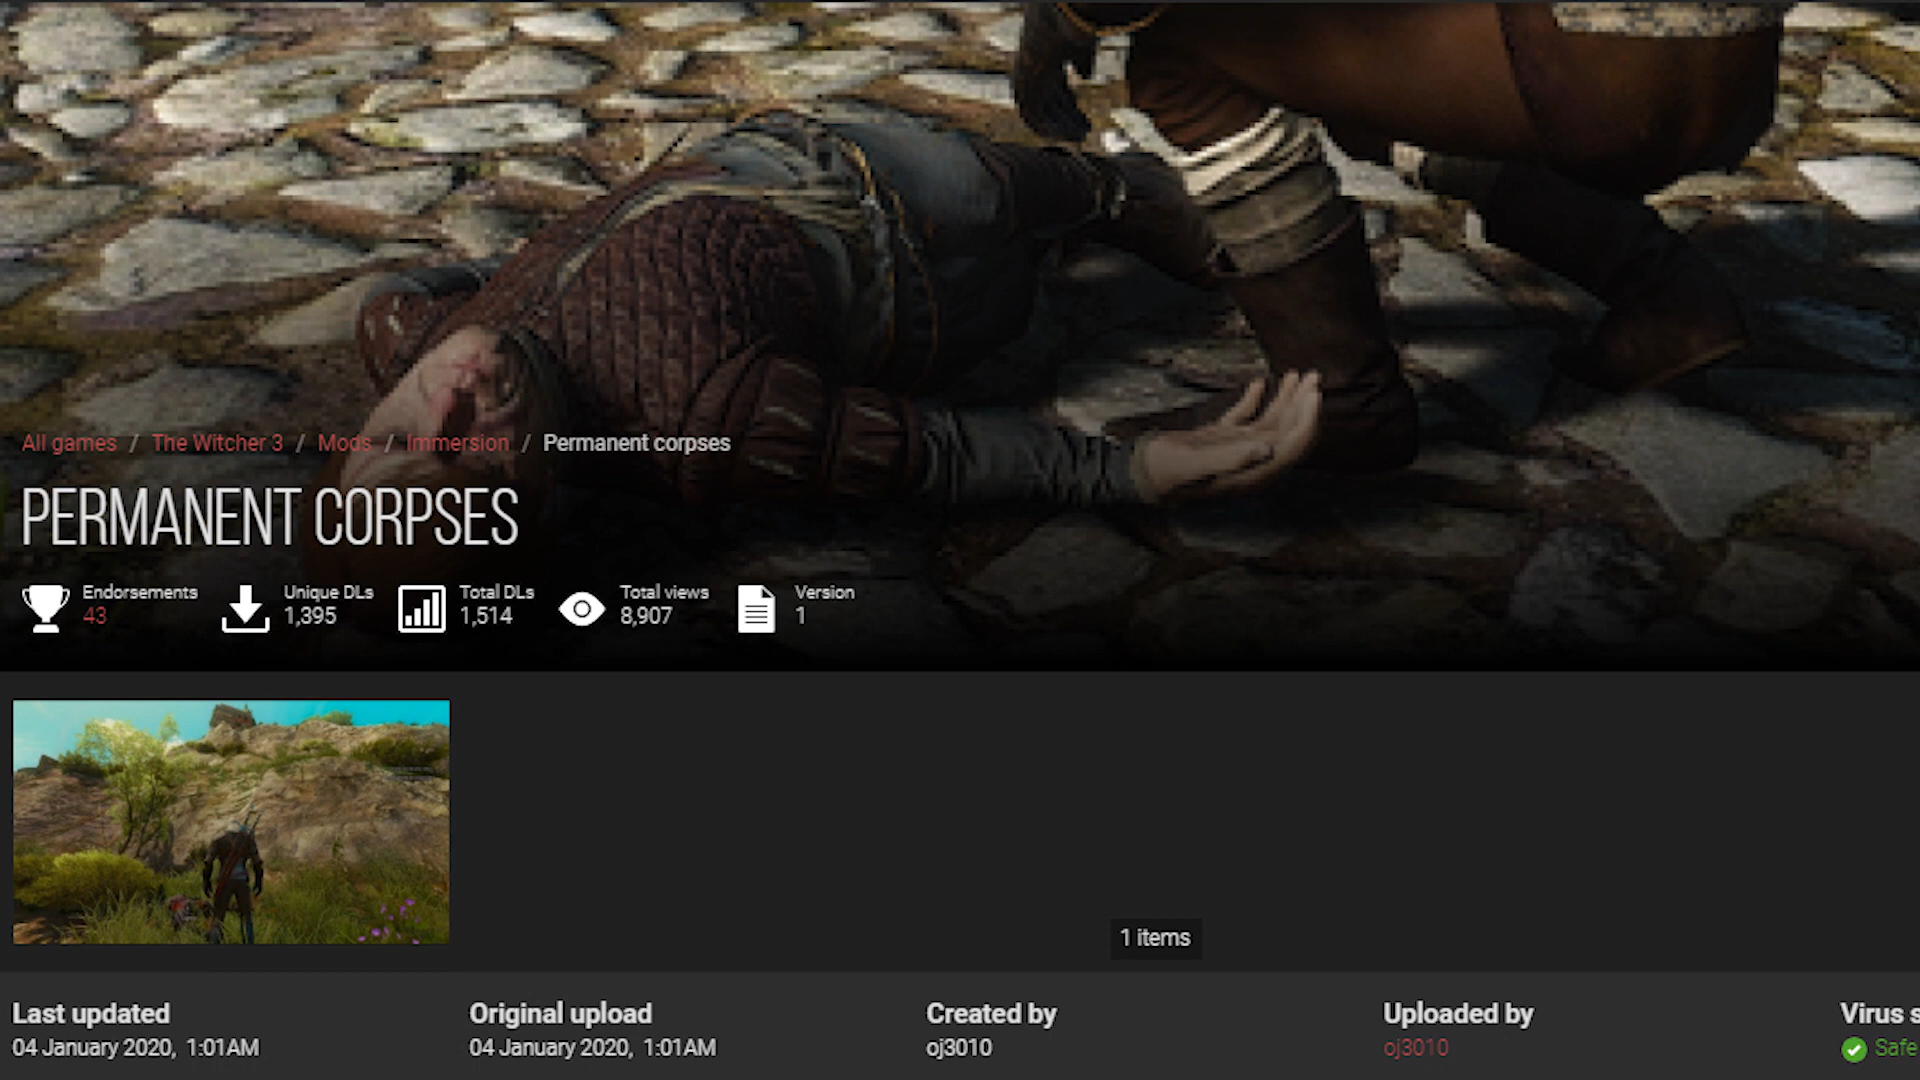 All games / The Witcher 3 / Mods / Immersion / Permanent corpses
PERMANENT CORPSES
Endorsements
43
Unique DLs
1,395
Total DLs
1,514
Total views
8,907
Version
1
1 items
Last updated
04 January 2020, 1:01AM
Original upload
04 January 2020, 1:01AM
Created by
oj3010
Uploaded by
oj3010
Virus s
Safe